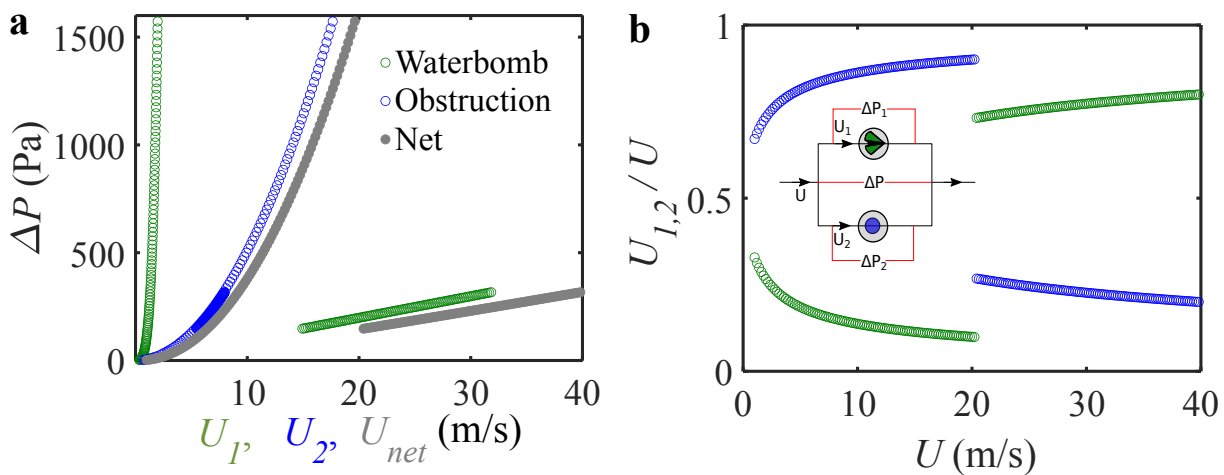 a
1500
1000
500
0
ΔP (Pa)
Waterbomb
Obstruction
Net
10 20 30 40
U1, U2, Unet (m/s)
b
1
0.5
0
U1,2 / U
ΔP1
U1
ΔP
U
U2
ΔP2
0 10 20 30 40
U (m/s)